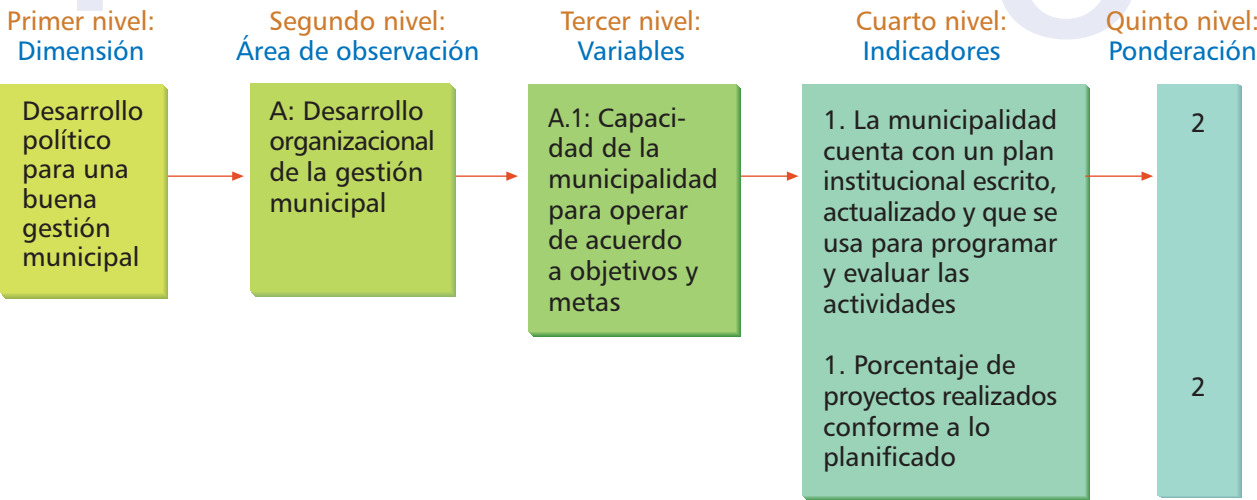 Primer nivel:
Dimensión
Segundo nivel:
Área de observación
Tercer nivel:
Variables
Cuarto nivel:
Indicadores
Quinto nivel:
Ponderación
Desarrollo
político
para una
buena
gestión
municipal
A: Desarrollo
organizacional
de la gestión
municipal
A.1: Capaci-
dad de la
municipalidad
para operar
de acuerdo
a objetivos y
metas
1. La municipalidad
cuenta con un plan
institucional escrito,
actualizado y que se
usa para programar
y evaluar las
actividades
1. Porcentaje de
proyectos realizados
conforme a lo
planificado
2
2